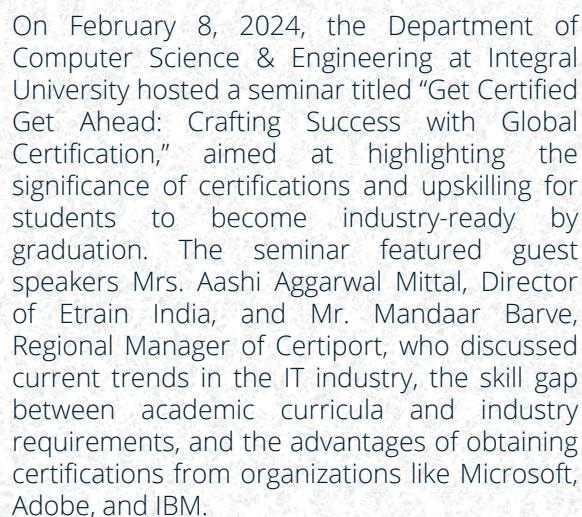 On February 8, 2024, the Department of
Computer Science & Engineering at Integral
University hosted a seminar titled “Get Certified
Get Ahead: Crafting Success with Global
Certification,” aimed at highlighting the
significance of certifications and upskilling for
students to become industry-ready by
graduation. The seminar featured guest
speakers Mrs. Aashi Aggarwal Mittal, Director
of Etrain India, and Mr. Mandaar Barve,
Regional Manager of Certiport, who discussed
current trends in the IT industry, the skill gap
between academic curricula and industry
requirements, and the advantages of obtaining
certifications from organizations like Microsoft,
Adobe, and IBM.